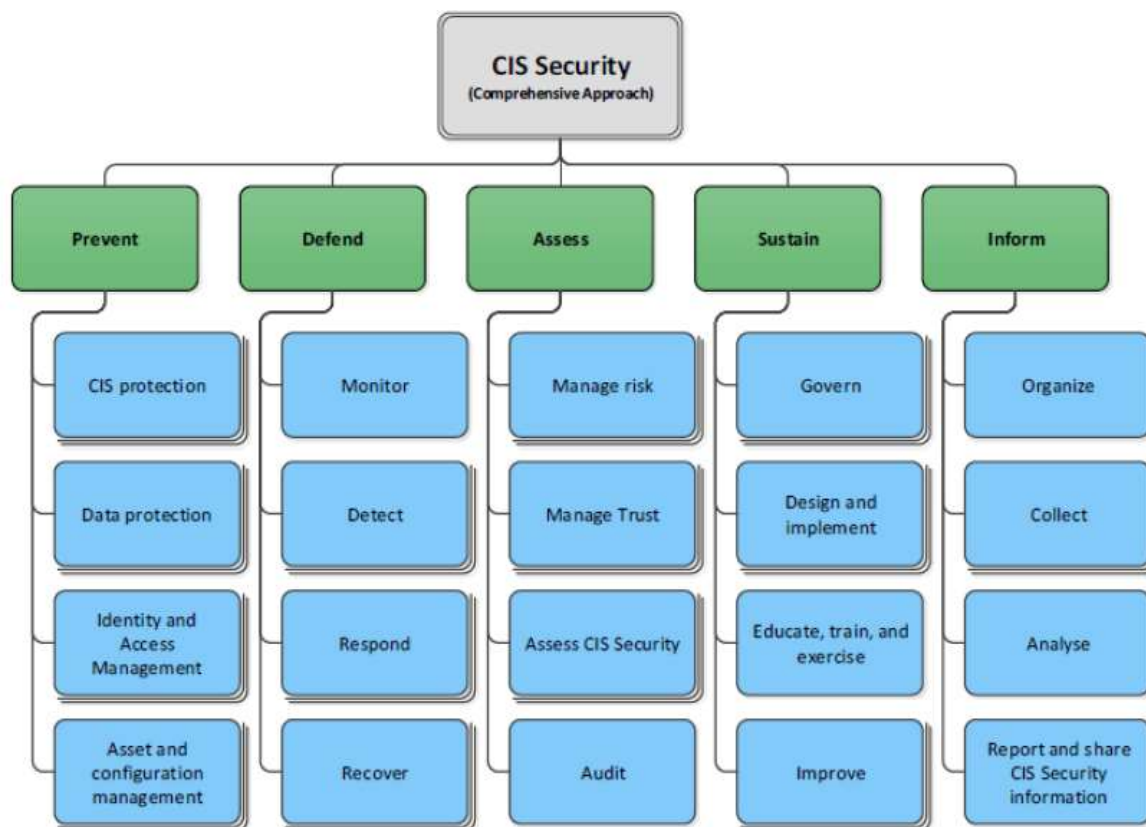 CIS Security
(Comprehensive Approach)
Prevent
Defend
Assess
Sustain
Inform
CIS protection
Monitor
Manage risk
Govern
Organize
Data protection
Detect
Manage Trust
Design and
implement
Collect
Identity and
Access
Management
Respond
Assess CIS Security
Educate, train, and
exercise
Analyse
Asset and
configuration
management
Recover
Audit
Improve
Report and share
CIS Security
information